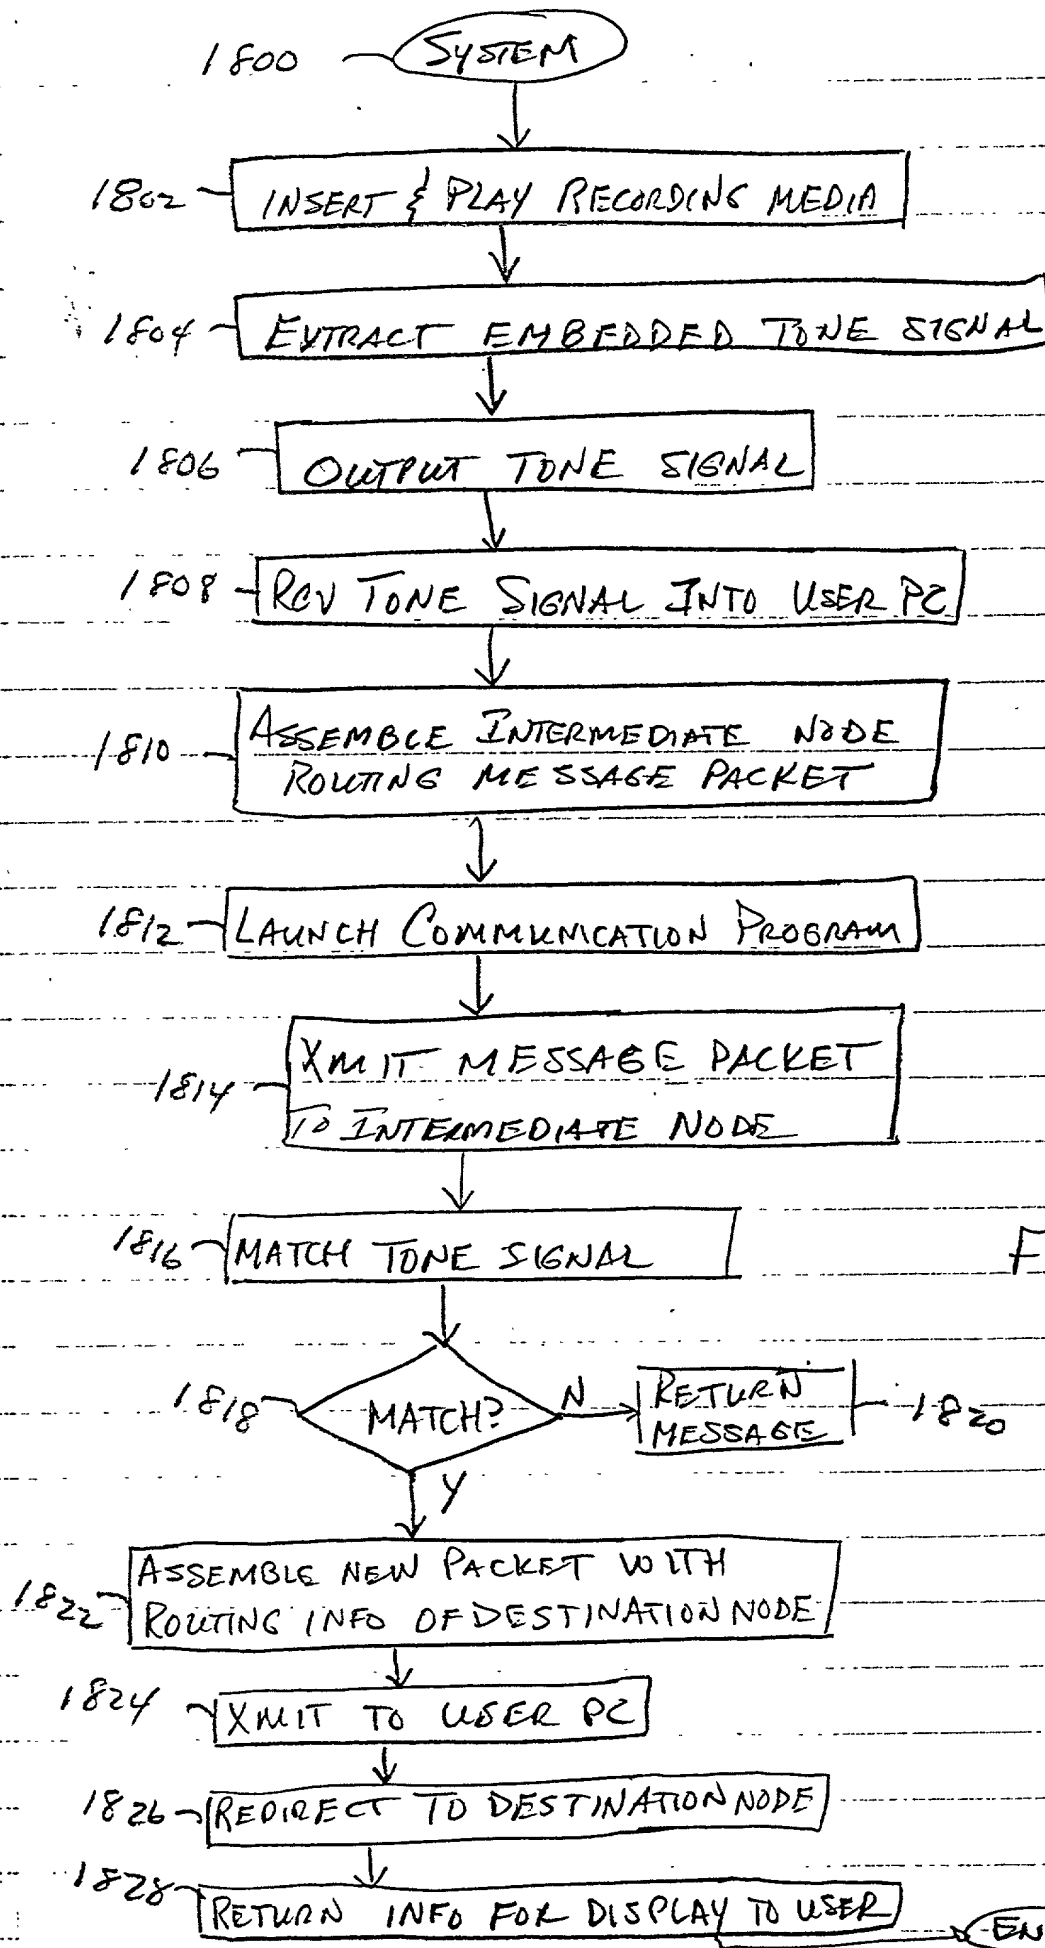 1800 SYSTEM
1802 INSERT & PLAY RECORDING MEDIA
1804 EXTRACT EMBEDDED TONE SIGNAL
1806 OUTPUT TONE SIGNAL
1808 RCV TONE SIGNAL INTO USER PC
1810 ASSEMBLE INTERMEDIATE NODE
ROUTING MESSAGE PACKET
1812 LAUNCH COMMUNICATION PROGRAM
1814 XMIT MESSAGE PACKET
TO INTERMEDIATE NODE
1816 MATCH TONE SIGNAL
F
1818 MATCH? N RETURN
MESSAGE 1820
Y
1822 ASSEMBLE NEW PACKET WITH
ROUTING INFO OF DESTINATION NODE
1824 XMIT TO USER PC
1826 REDIRECT TO DESTINATION NODE
1828 RETURN INFO FOR DISPLAY TO USER
EN